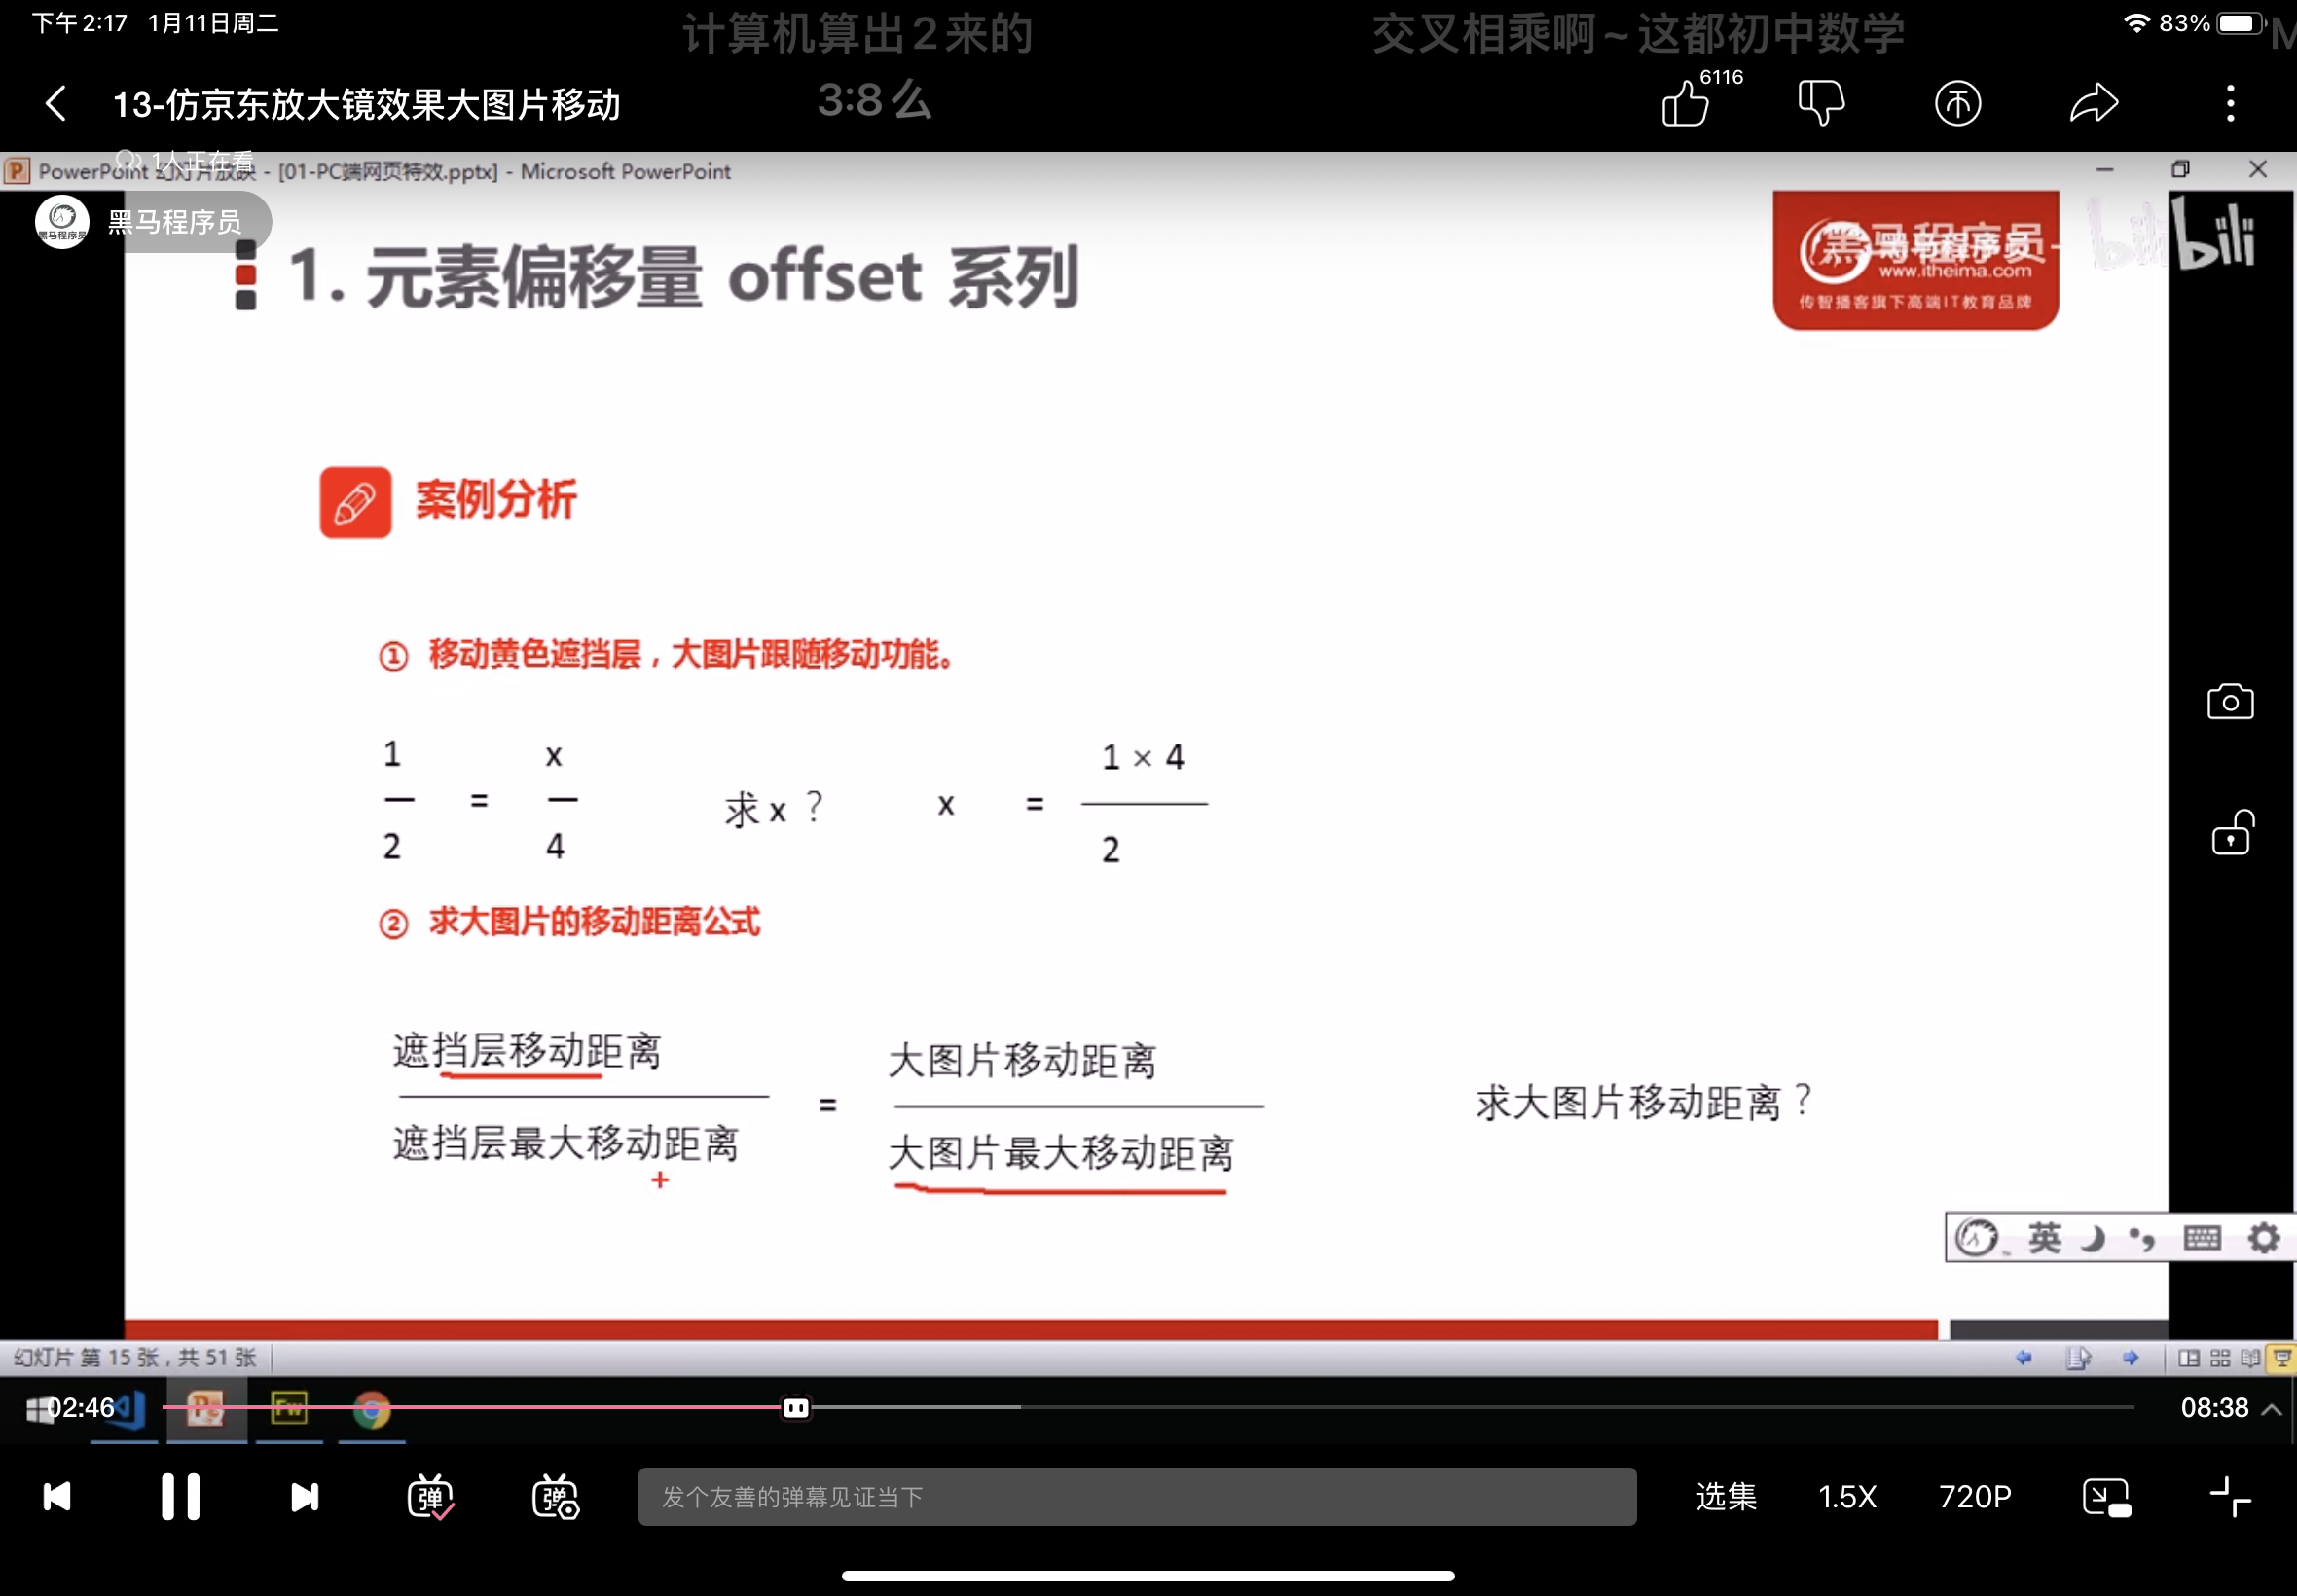 下午2:17 1月11日周二
计算机算出2来的
交叉相乘啊~这都初中数学
83%
13-仿京东放大镜效果大图片移动
3:8么
6116
1人正在看
PowerPoint 幻灯片放映 - [01-PC端网页特效.pptx] - Microsoft PowerPoint
黑马程序员
黑马程序员
1. 元素偏移量 offset 系列
黑马程序员
www.itheima.com
传智播客旗下高端IT教育品牌
bilibili
案例分析
① 移动黄色遮挡层,大图片跟随移动功能。
1 x 1 × 4
— = — 求 x ? x = —
2 4 2
② 求大图片的移动距离公式
遮挡层移动距离 大图片移动距离
= 求大图片移动距离?
遮挡层最大移动距离 大图片最大移动距离
英
幻灯片 第 15 张,共 51 张
02:46
Fw
08:38
弹
弹
发个友善的弹幕见证当下
选集
1.5X
720P